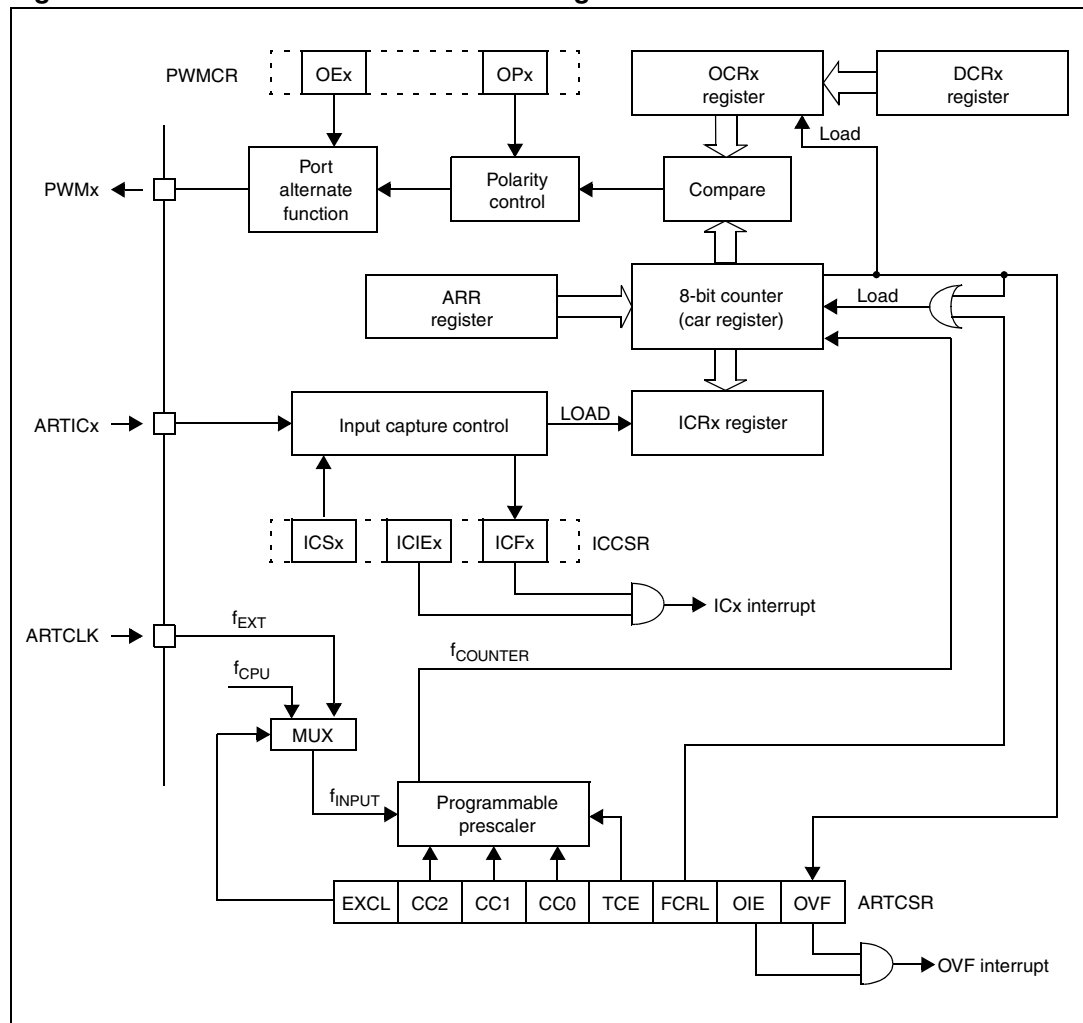 PWMCR
OEx
OPx
OCRx
register
DCRx
register
Load
PWMx
Port
alternate
function
Polarity
control
Compare
ARR
register
8-bit counter
(car register)
Load
ARTICx
Input capture control
LOAD
ICRx register
ICSx
ICIEx
ICFx
ICCSR
ICx interrupt
ARTCLK
fEXT
fCPU
fCOUNTER
MUX
fINPUT
Programmable
prescaler
EXCL
CC2
CC1
CC0
TCE
FCRL
OIE
OVF
ARTCSR
OVF interrupt